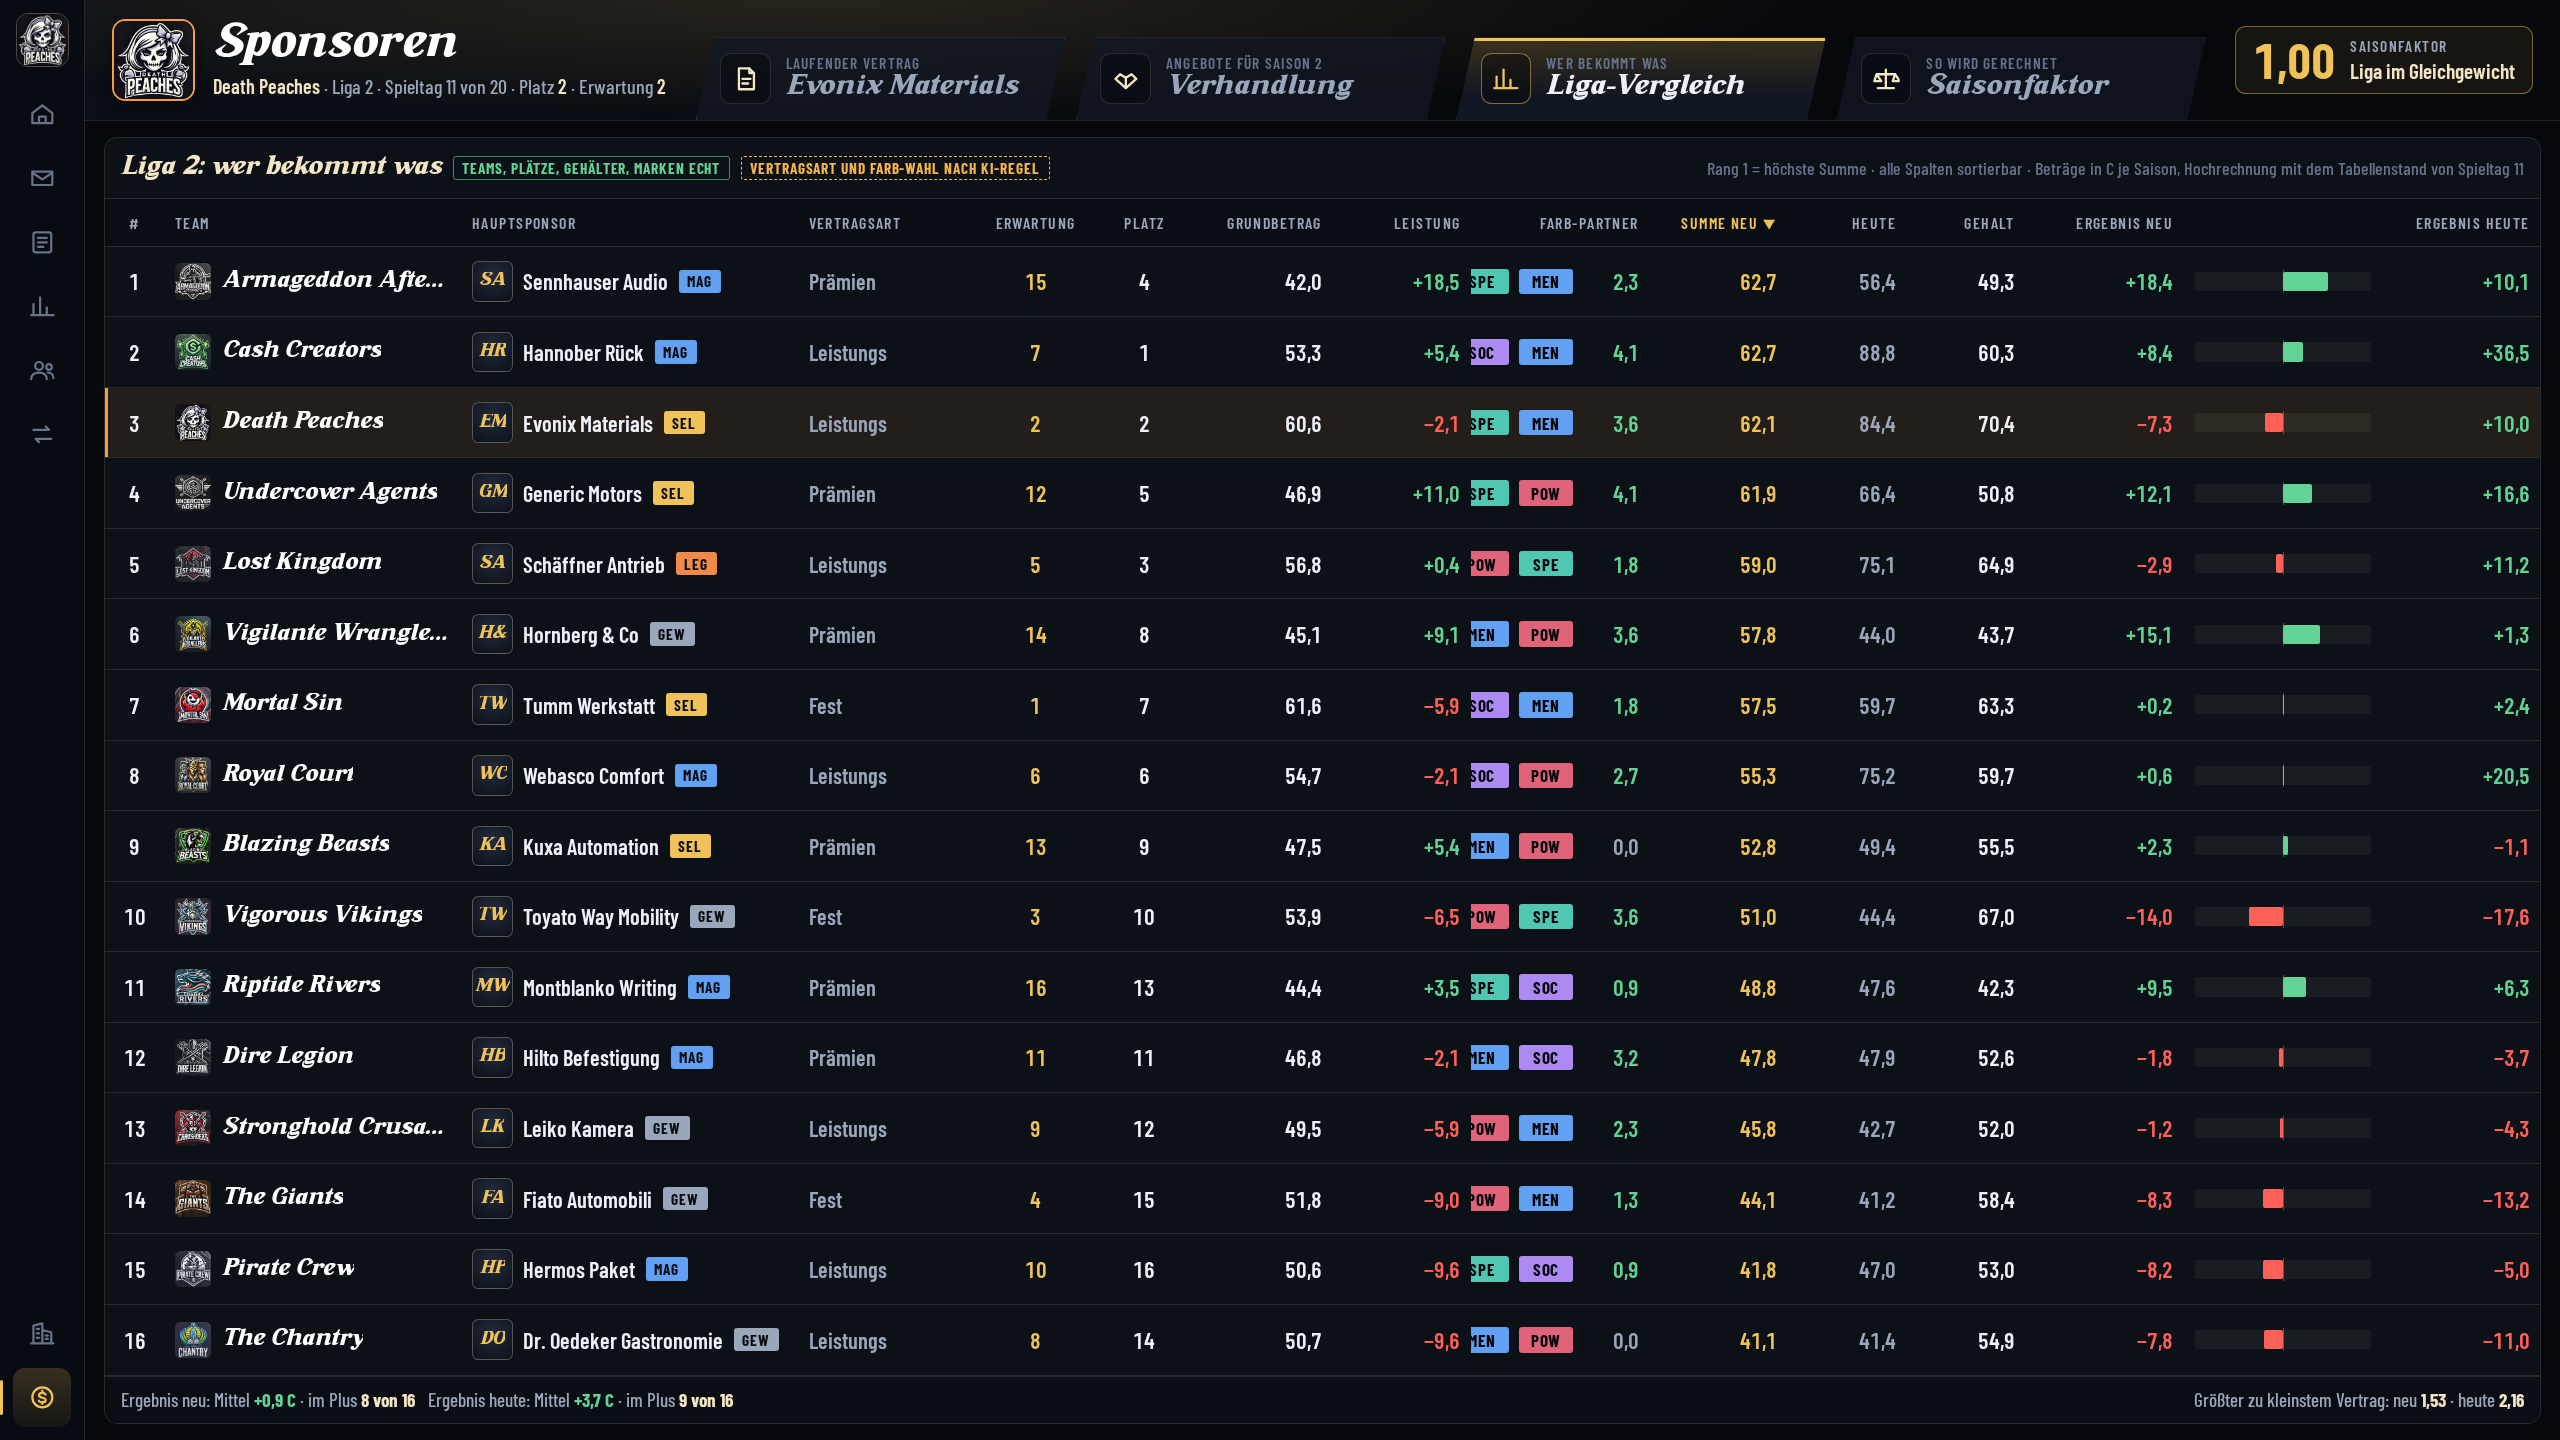 Sponsoren
Death Peaches · Liga 2 · Spieltag 11 von 20 · Platz 2 · Erwartung 2
LAUFENDER VERTRAG
Evonix Materials
ANGEBOTE FÜR SAISON 2
Verhandlung
WER BEKOMMT WAS
Liga-Vergleich
SO WIRD GERECHNET
Saisonfaktor
1,00
SAISONFAKTOR
Liga im Gleichgewicht
Liga 2: wer bekommt was TEAMS, PLÄTZE, GEHÄLTER, MARKEN ECHT VERTRAGSART UND FARB-WAHL NACH KI-REGEL Rang 1 = höchste Summe · alle Spalten sortierbar · Beträge in C je Saison, Hochrechnung mit dem Tabellenstand von Spieltag 11
# TEAM HAUPTSPONSOR VERTRAGSART ERWARTUNG PLATZ GRUNDBETRAG LEISTUNG FARB-PARTNER SUMME NEU ▼ HEUTE GEHALT ERGEBNIS NEU ERGEBNIS HEUTE
1 Armageddon Afte... SA Sennhauser Audio MAG Prämien 15 4 42,0 +18,5 SPE MEN 2,3 62,7 56,4 49,3 +18,4 +10,1
2 Cash Creators HR Hannober Rück MAG Leistungs 7 1 53,3 +5,4 SOC MEN 4,1 62,7 88,8 60,3 +8,4 +36,5
3 Death Peaches EM Evonix Materials SEL Leistungs 2 2 60,6 −2,1 SPE MEN 3,6 62,1 84,4 70,4 −7,3 +10,0
4 Undercover Agents GM Generic Motors SEL Prämien 12 5 46,9 +11,0 SPE POW 4,1 61,9 66,4 50,8 +12,1 +16,6
5 Lost Kingdom SA Schäffner Antrieb LEG Leistungs 5 3 56,8 +0,4 POW SPE 1,8 59,0 75,1 64,9 −2,9 +11,2
6 Vigilante Wrangle... H& Hornberg & Co GEW Prämien 14 8 45,1 +9,1 MEN POW 3,6 57,8 44,0 43,7 +15,1 +1,3
7 Mortal Sin TW Tumm Werkstatt SEL Fest 1 7 61,6 −5,9 SOC MEN 1,8 57,5 59,7 63,3 +0,2 +2,4
8 Royal Court WC Webasco Comfort MAG Leistungs 6 6 54,7 −2,1 SOC POW 2,7 55,3 75,2 59,7 +0,6 +20,5
9 Blazing Beasts KA Kuxa Automation SEL Prämien 13 9 47,5 +5,4 MEN POW 0,0 52,8 49,4 55,5 +2,3 −1,1
10 Vigorous Vikings TW Toyato Way Mobility GEW Fest 3 10 53,9 −6,5 POW SPE 3,6 51,0 44,4 67,0 −14,0 −17,6
11 Riptide Rivers MW Montblanko Writing MAG Prämien 16 13 44,4 +3,5 SPE SOC 0,9 48,8 47,6 42,3 +9,5 +6,3
12 Dire Legion HB Hilto Befestigung MAG Prämien 11 11 46,8 −2,1 MEN SOC 3,2 47,8 47,9 52,6 −1,8 −3,7
13 Stronghold Crusa... LK Leiko Kamera GEW Leistungs 9 12 49,5 −5,9 POW MEN 2,3 45,8 42,7 52,0 −1,2 −4,3
14 The Giants FA Fiato Automobili GEW Fest 4 15 51,8 −9,0 POW MEN 1,3 44,1 41,2 58,4 −8,3 −13,2
15 Pirate Crew HP Hermos Paket MAG Leistungs 10 16 50,6 −9,6 SPE SOC 0,9 41,8 47,0 53,0 −8,2 −5,0
16 The Chantry DO Dr. Oedeker Gastronomie GEW Leistungs 8 14 50,7 −9,6 MEN POW 0,0 41,1 41,4 54,9 −7,8 −11,0
Ergebnis neu: Mittel +0,9 C · im Plus 8 von 16 Ergebnis heute: Mittel +3,7 C · im Plus 9 von 16 Größter zu kleinstem Vertrag: neu 1,53 · heute 2,16